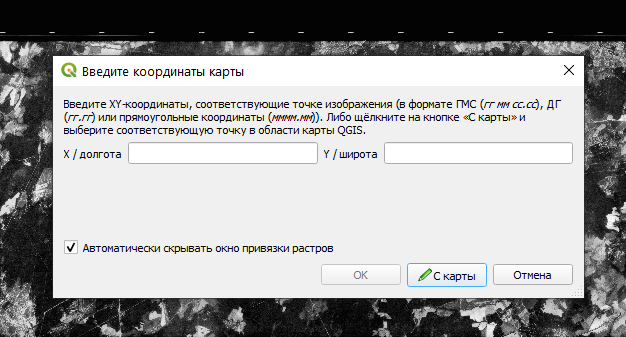 Введите координаты карты
Введите XY-координаты, соответствующие точке изображения (в формате ГМС (гг мм сс.сс), ДГ
(гг.гг) или прямоугольные координаты (мммм.мм)). Либо щёлкните на кнопке «С карты» и
выберите соответствующую точку в области карты QGIS.
X / долгота Y / широта
Автоматически скрывать окно привязки растров
OK С карты Отмена